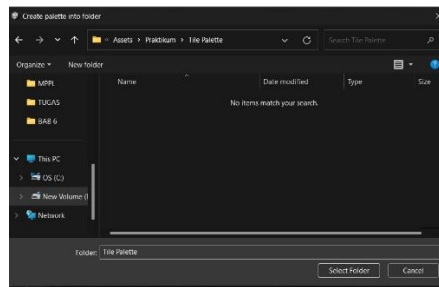 Create palette into folder
« Assets › Praktikum › Tile Palette
Search Tile Palette
Organize
New folder
Name
Date modified
Type
Size
MPPL
TUGAS
BAB 6
No items match your search.
This PC
OS (C:)
New Volume (
Network
Folder: Tile Palette
Select Folder
Cancel